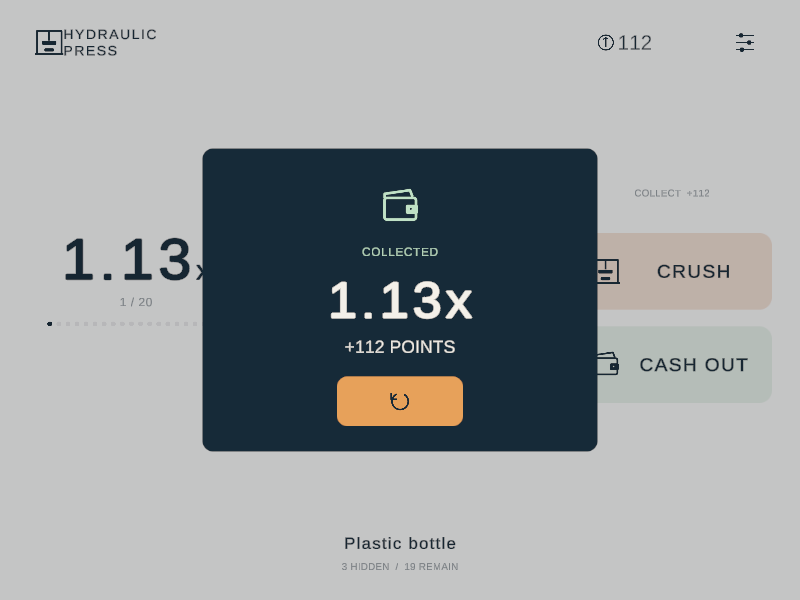 HYDRAULIC
PRESS
112
COLLECT +112
1.13x
1 / 20
COLLECTED
1.13x
+112 POINTS
CRUSH
CASH OUT
Plastic bottle
3 HIDDEN / 19 REMAIN